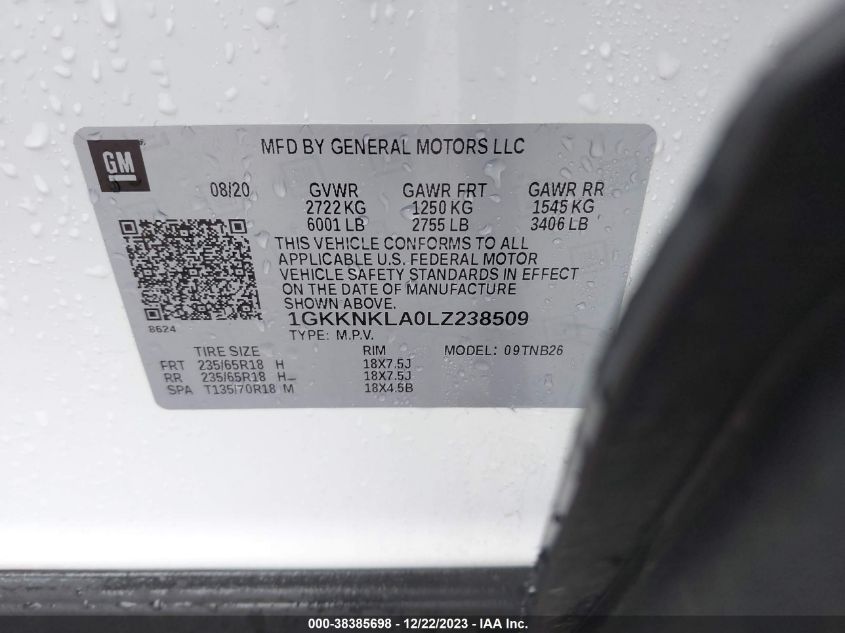 GM
MFD BY GENERAL MOTORS LLC
08/20 GVWR GAWR FRT GAWR RR
2722 KG 1250 KG 1545 KG
6001 LB 2755 LB 3406 LB
THIS VEHICLE CONFORMS TO ALL
APPLICABLE U.S. FEDERAL MOTOR
VEHICLE SAFETY STANDARDS IN EFFECT
ON THE DATE OF MANUFACTURE
SHOWN ABOVE.
1GKKNKLA0LZ238509
8624
TYPE: M.P.V.
TIRE SIZE RIM MODEL: 09TNB26
FRT 235/65R18 H 18X7.5J
RR 235/65R18 H 18X7.5J
SPA T135/70R18 M 18X4.5B
000-38385698 - 12/22/2023 - IAA Inc.